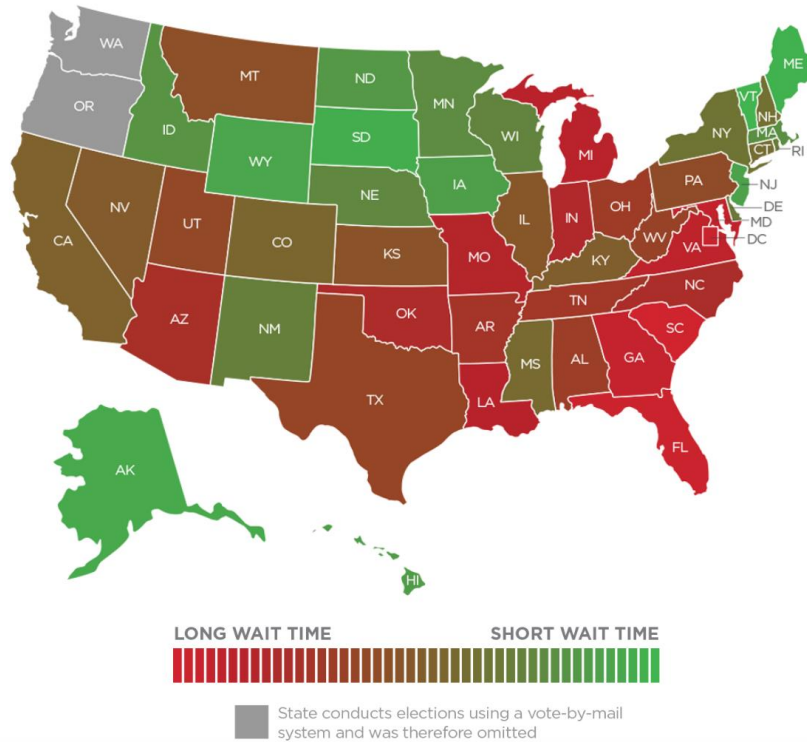 WA
OR
ID
MT
ND
MN
WI
SD
WY
NE
IA
NY
VT
NH
ME
MA
CT
RI
NJ
DE
MD
DC
MI
PA
OH
IN
IL
WV
VA
KY
CA
NV
UT
CO
KS
MO
AZ
NM
OK
AR
TN
NC
SC
TX
LA
MS
AL
GA
FL
AK
HI
LONG WAIT TIME SHORT WAIT TIME
State conducts elections using a vote-by-mail
system and was therefore omitted